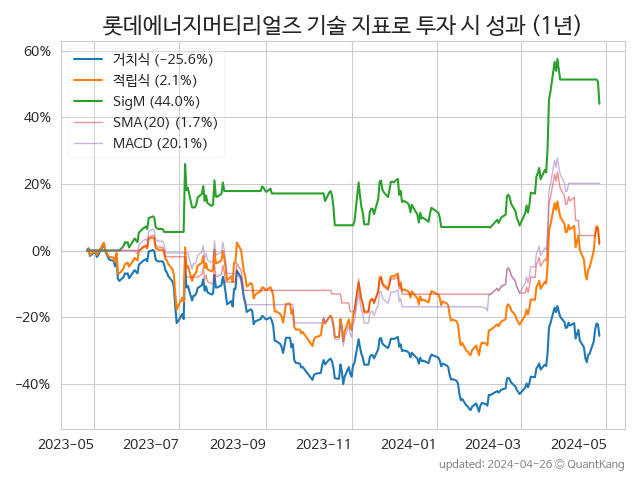 롯데에너지머티리얼즈 기술 지표로 투자 시 성과 (1년)
60%
40%
20%
0%
−20%
−40%
거치식 (−25.6%)
적립식 (2.1%)
SigM (44.0%)
SMA(20) (1.7%)
MACD (20.1%)
2023-05 2023-07 2023-09 2023-11 2024-01 2024-03 2024-05
updated: 2024-04-26 © QuantKang